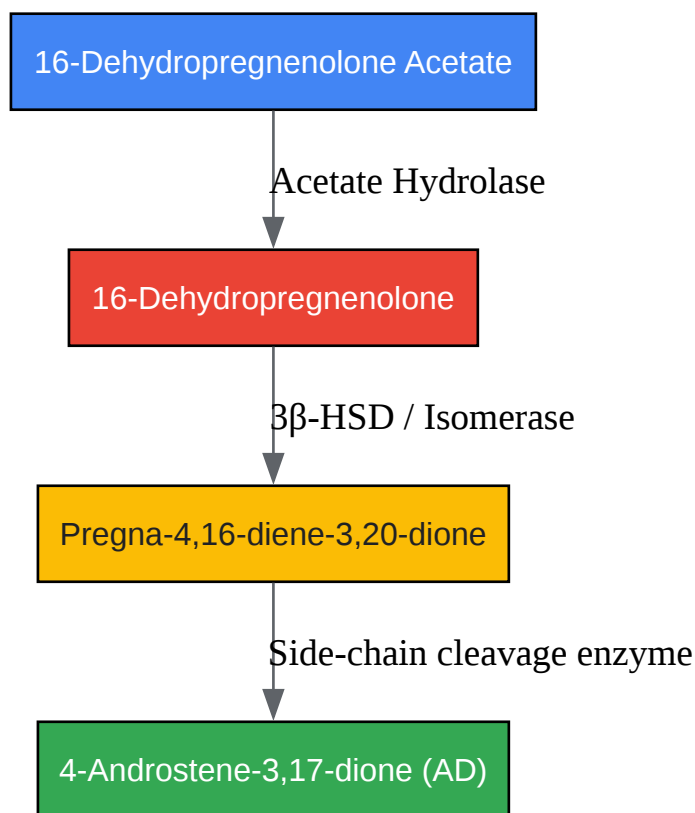 16-Dehydropregnenolone Acetate
Acetate Hydrolase
16-Dehydropregnenolone
3β-HSD / Isomerase
Pregna-4,16-diene-3,20-dione
Side-chain cleavage enzyme
4-Androstene-3,17-dione (AD)